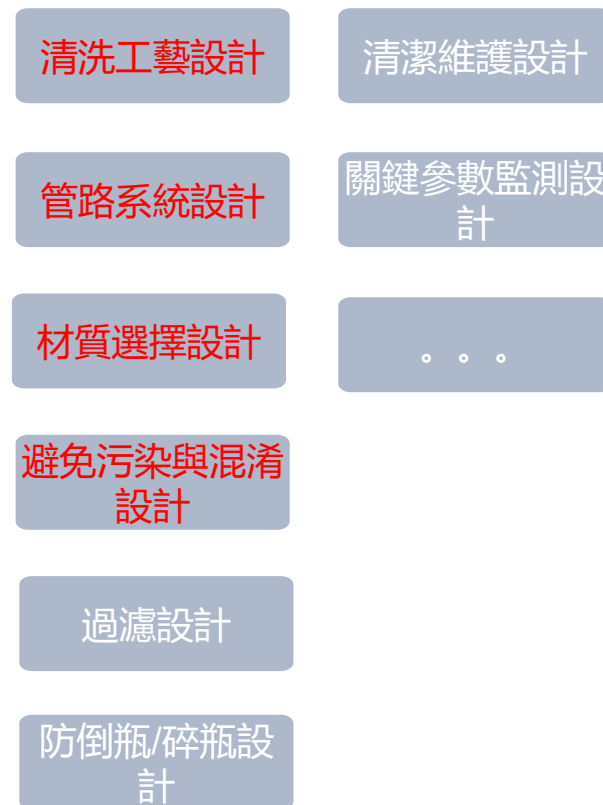 清洗工藝設計
管路系統設計
材質選擇設計
避免污染與混淆
設計
過濾設計
防倒瓶/碎瓶設
計
清潔維護設計
關鍵參數監測設
計
。。。